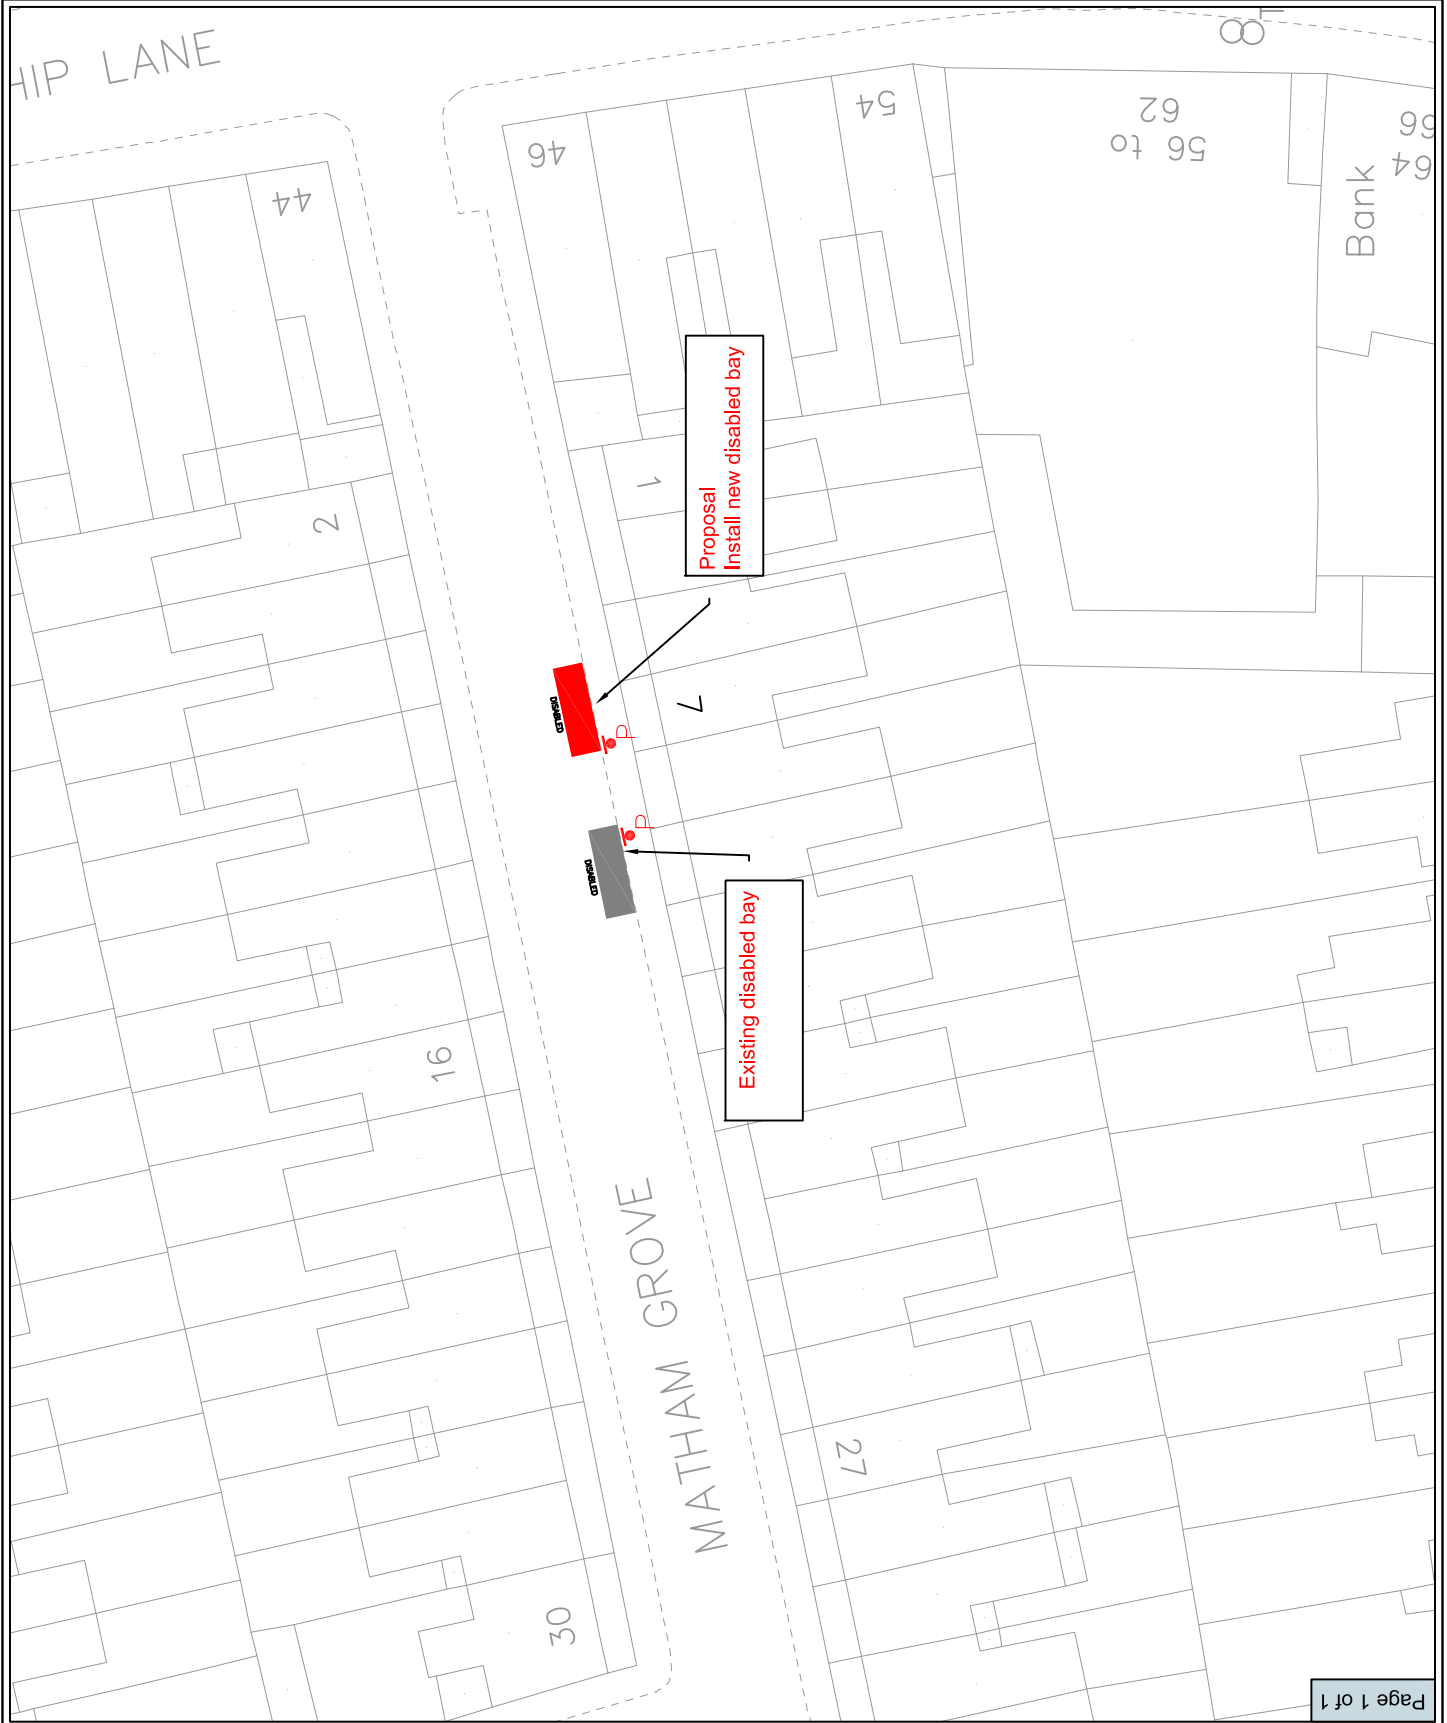 HIP LANE
44
46
54
56 to
62
64
66
Bank
2
1
Proposal
Install new disabled bay
DISABLED
P
7
P
DISABLED
Existing disabled bay
16
MATHAM GROVE
27
30
Page 1 of 1